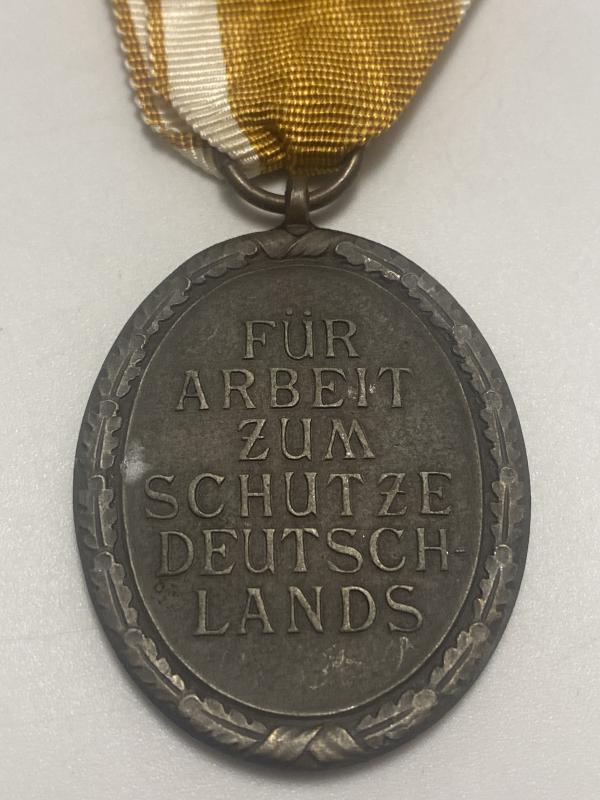 FÜR
ARBEIT
ZUM
SCHUTZE
DEUTSCH-
LANDS